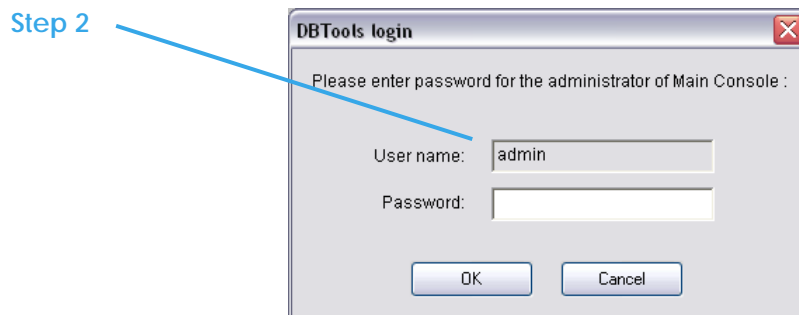 Step 2
DBTools login
Please enter password for the administrator of Main Console :
User name: admin
Password:
OK Cancel